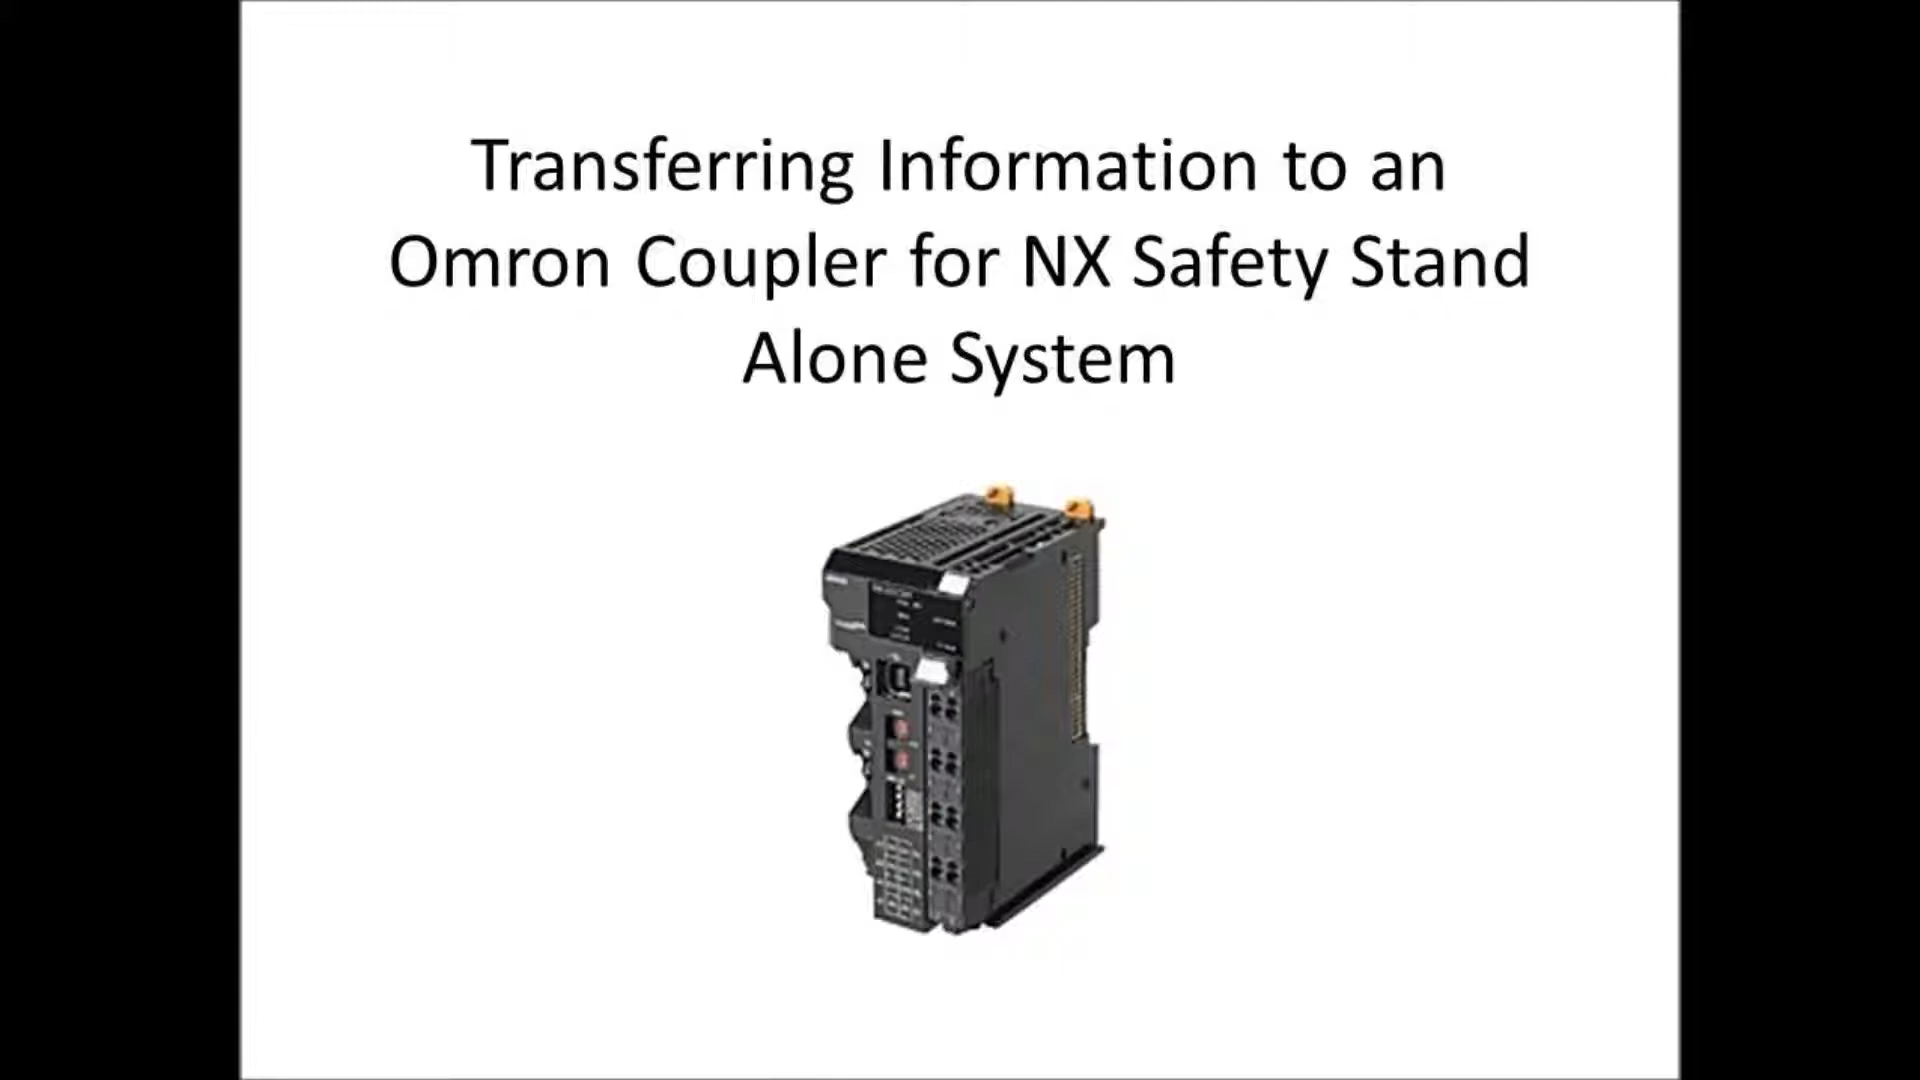 Transferring Information to an
Omron Coupler for NX Safety Stand
Alone System